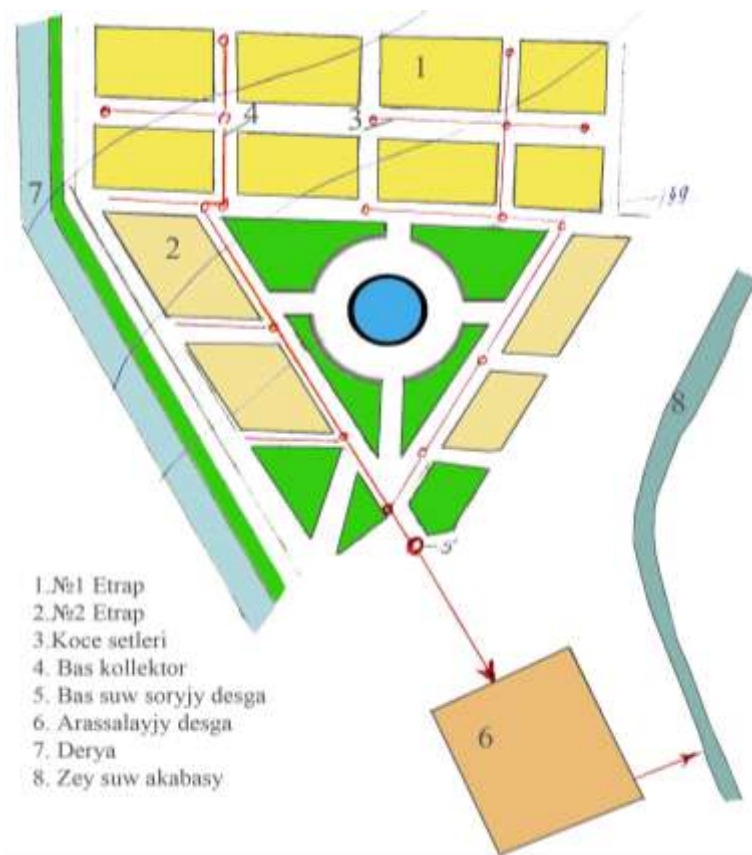 1
4
3
7
2
8
5
6
1.№1 Etrap
2.№2 Etrap
3.Koce setleri
4. Bas kollektor
5. Bas suw soryjy desga
6. Arassalayjy desga
7. Derya
8. Zey suw akabasy